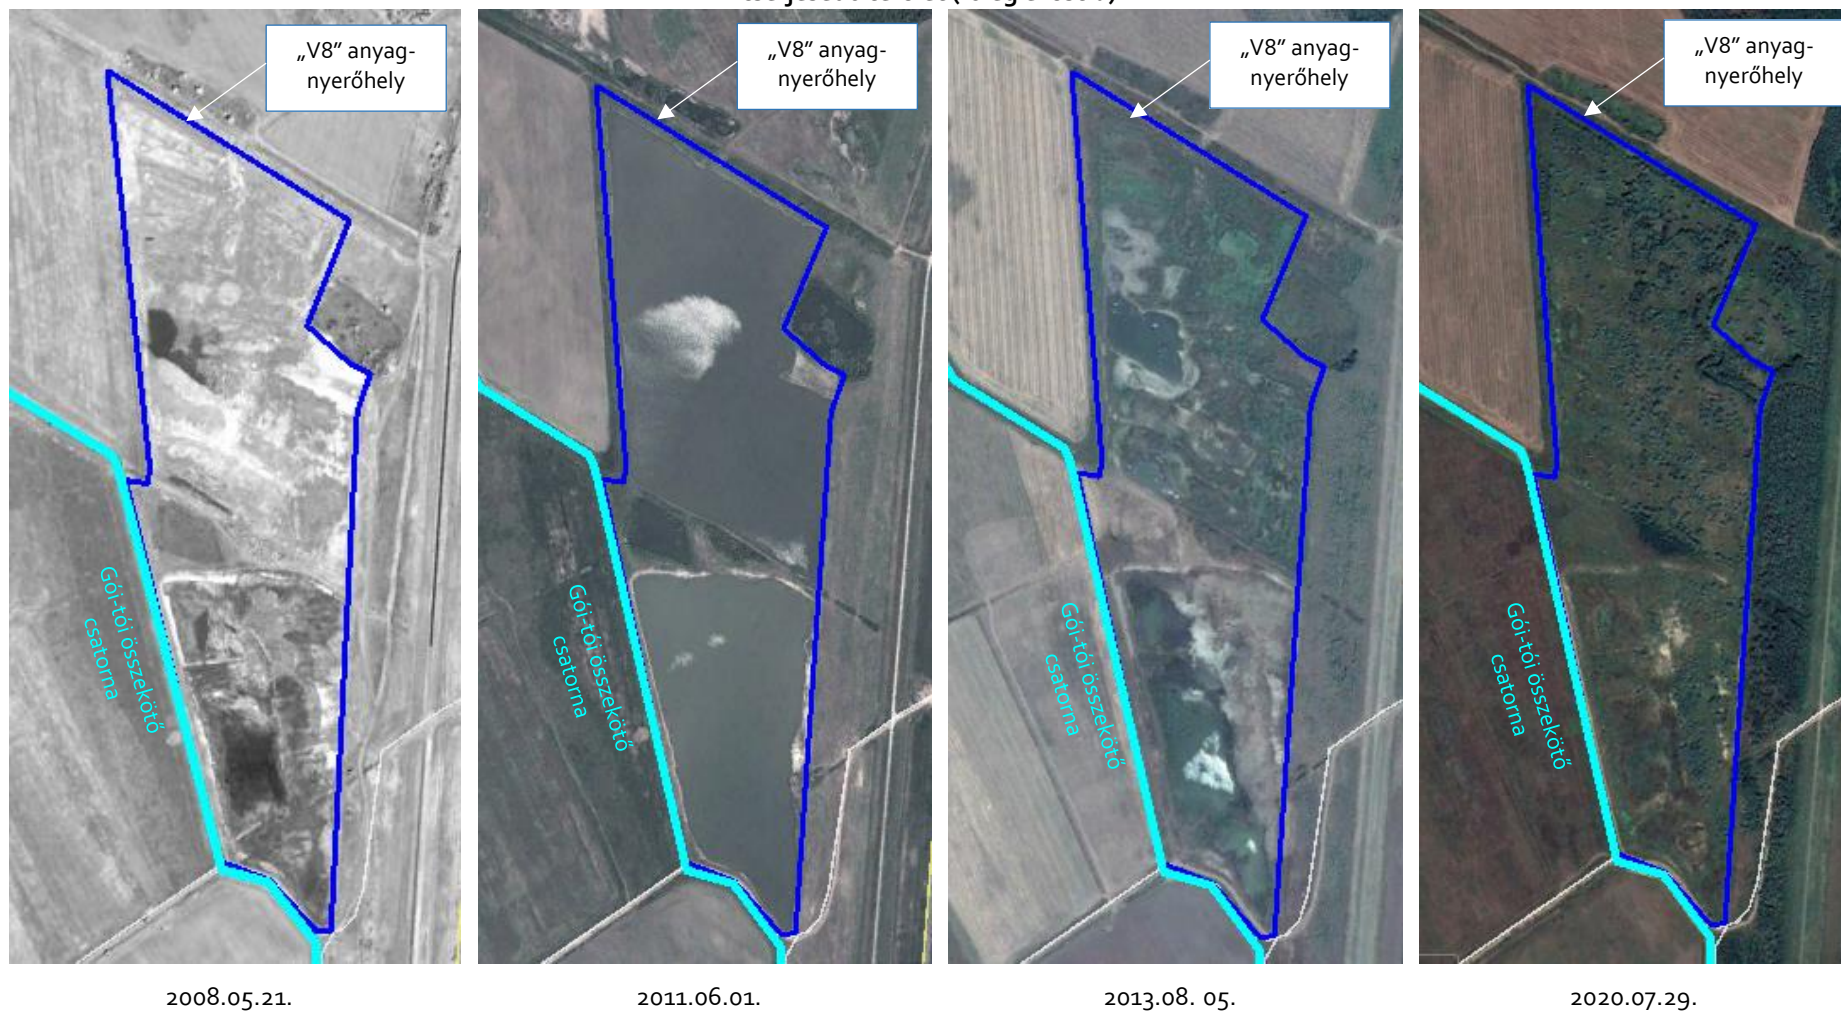 „V8” anyag-
nyerőhely
„V8” anyag-
nyerőhely
„V8” anyag-
nyerőhely
„V8” anyag-
nyerőhely
Gói-tói összekötő
csatorna
Gói-tói összekötő
csatorna
Gói-tói összekötő
csatorna
Gói-tói összekötő
csatorna
2008.05.21.
2011.06.01.
2013.08. 05.
2020.07.29.